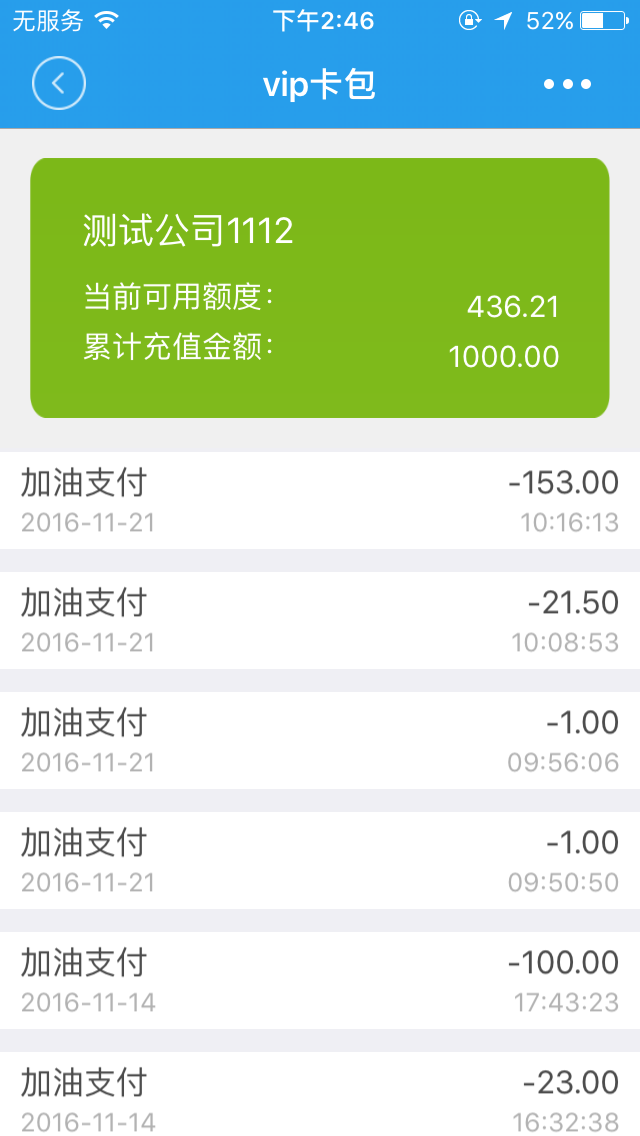 无服务 下午2:46 52%
vip卡包
测试公司1112
当前可用额度: 436.21
累计充值金额: 1000.00
加油支付 -153.00
2016-11-21 10:16:13
加油支付 -21.50
2016-11-21 10:08:53
加油支付 -1.00
2016-11-21 09:56:06
加油支付 -1.00
2016-11-21 09:50:50
加油支付 -100.00
2016-11-14 17:43:23
加油支付 -23.00
2016-11-14 16:32:38